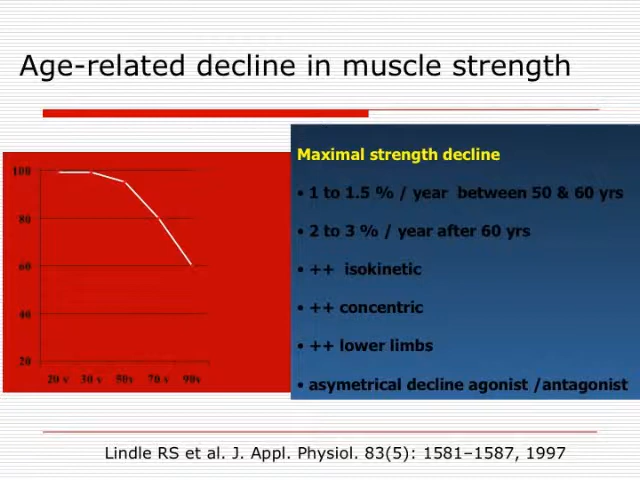 Age-related decline in muscle strength
100
80
60
40
20
20 v 30 v 50v 70 v 90v
Maximal strength decline
• 1 to 1.5 % / year between 50 & 60 yrs
• 2 to 3 % / year after 60 yrs
• ++ isokinetic
• ++ concentric
• ++ lower limbs
• asymetrical decline agonist /antagonist
Lindle RS et al. J. Appl. Physiol. 83(5): 1581–1587, 1997